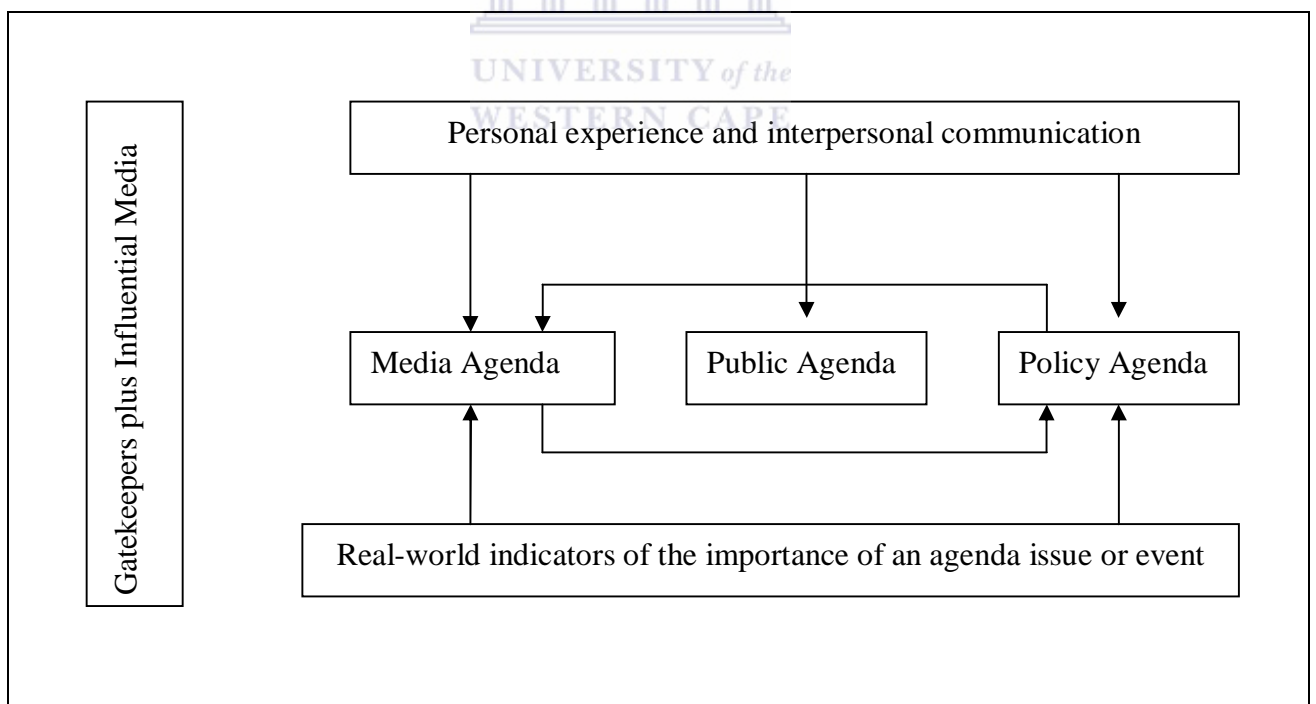 UNIVERSITY of the
WESTERN CAPE
Personal experience and interpersonal communication
Gatekeepers plus Influential Media
Media Agenda
Public Agenda
Policy Agenda
Real-world indicators of the importance of an agenda issue or event